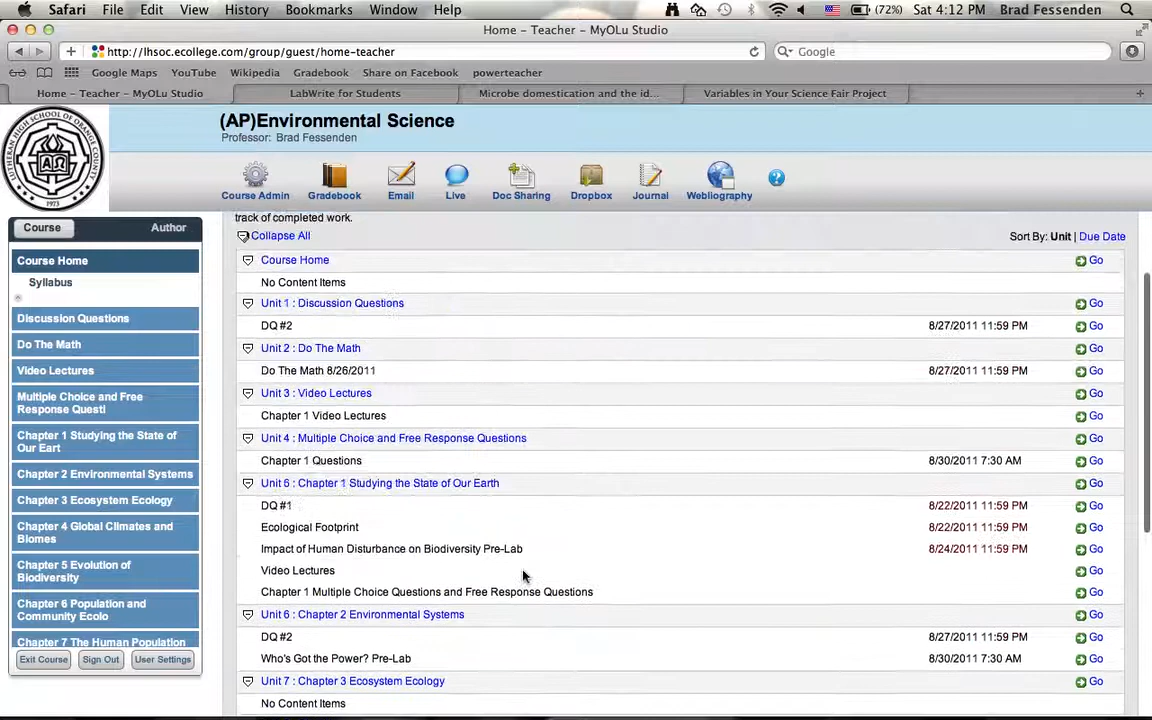 Safari File Edit View History Bookmarks Window Help (72%) Sat 4:12 PM Brad Fessenden
Home – Teacher – MyOLu Studio
http://lhsoc.ecollege.com/group/guest/home-teacher Google
Google Maps YouTube Wikipedia Gradebook Share on Facebook powerteacher
Home – Teacher – MyOLu Studio LabWrite for Students Microbe domestication and the id... Variables in Your Science Fair Project
LUTHERAN HIGH SCHOOL OF ORANGE COUNTY
ΑΩ
1973
(AP)Environmental Science
Professor: Brad Fessenden
Course Admin Gradebook Email Live Doc Sharing Dropbox Journal Webliography ?
Course Author
Course Home
Syllabus
Discussion Questions
Do The Math
Video Lectures
Multiple Choice and Free
Response Questi
Chapter 1 Studying the State of
Our Eart
Chapter 2 Environmental Systems
Chapter 3 Ecosystem Ecology
Chapter 4 Global Climates and
Biomes
Chapter 5 Evolution of
Biodiversity
Chapter 6 Population and
Community Ecolo
Chapter 7 The Human Population
Exit Course Sign Out User Settings
track of completed work.
Collapse All Sort By: Unit | Due Date
Course Home Go
No Content Items
Unit 1 : Discussion Questions Go
DQ #2 8/27/2011 11:59 PM Go
Unit 2 : Do The Math Go
Do The Math 8/26/2011 8/27/2011 11:59 PM Go
Unit 3 : Video Lectures Go
Chapter 1 Video Lectures Go
Unit 4 : Multiple Choice and Free Response Questions Go
Chapter 1 Questions 8/30/2011 7:30 AM Go
Unit 6 : Chapter 1 Studying the State of Our Earth Go
DQ #1 8/22/2011 11:59 PM Go
Ecological Footprint 8/22/2011 11:59 PM Go
Impact of Human Disturbance on Biodiversity Pre-Lab 8/24/2011 11:59 PM Go
Video Lectures Go
Chapter 1 Multiple Choice Questions and Free Response Questions Go
Unit 6 : Chapter 2 Environmental Systems Go
DQ #2 8/27/2011 11:59 PM Go
Who's Got the Power? Pre-Lab 8/30/2011 7:30 AM Go
Unit 7 : Chapter 3 Ecosystem Ecology Go
No Content Items